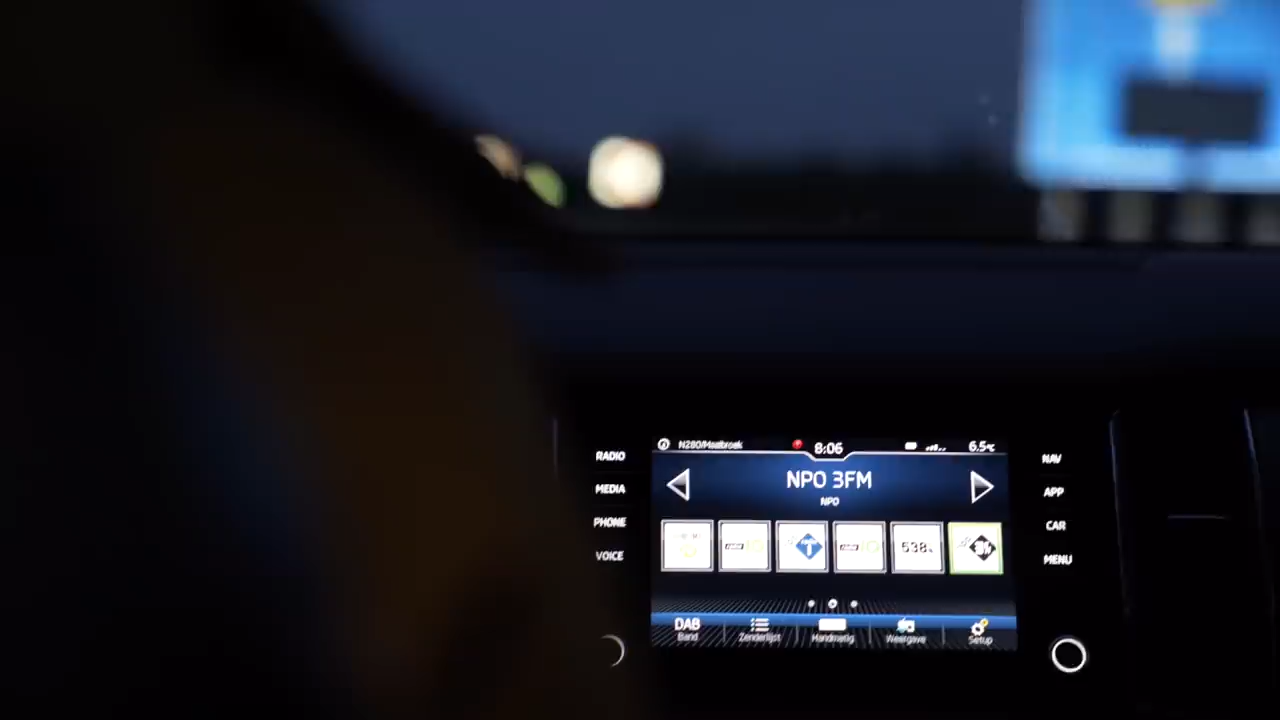 N280/Maalbroek
8:06
6.5°C
RADIO
NAV
NPO 3FM
MEDIA
APP
NPO
PHONE
CAR
538
VOICE
MENU
DAB
Band
Zenderlijst
Handmatig
Weergave
Setup